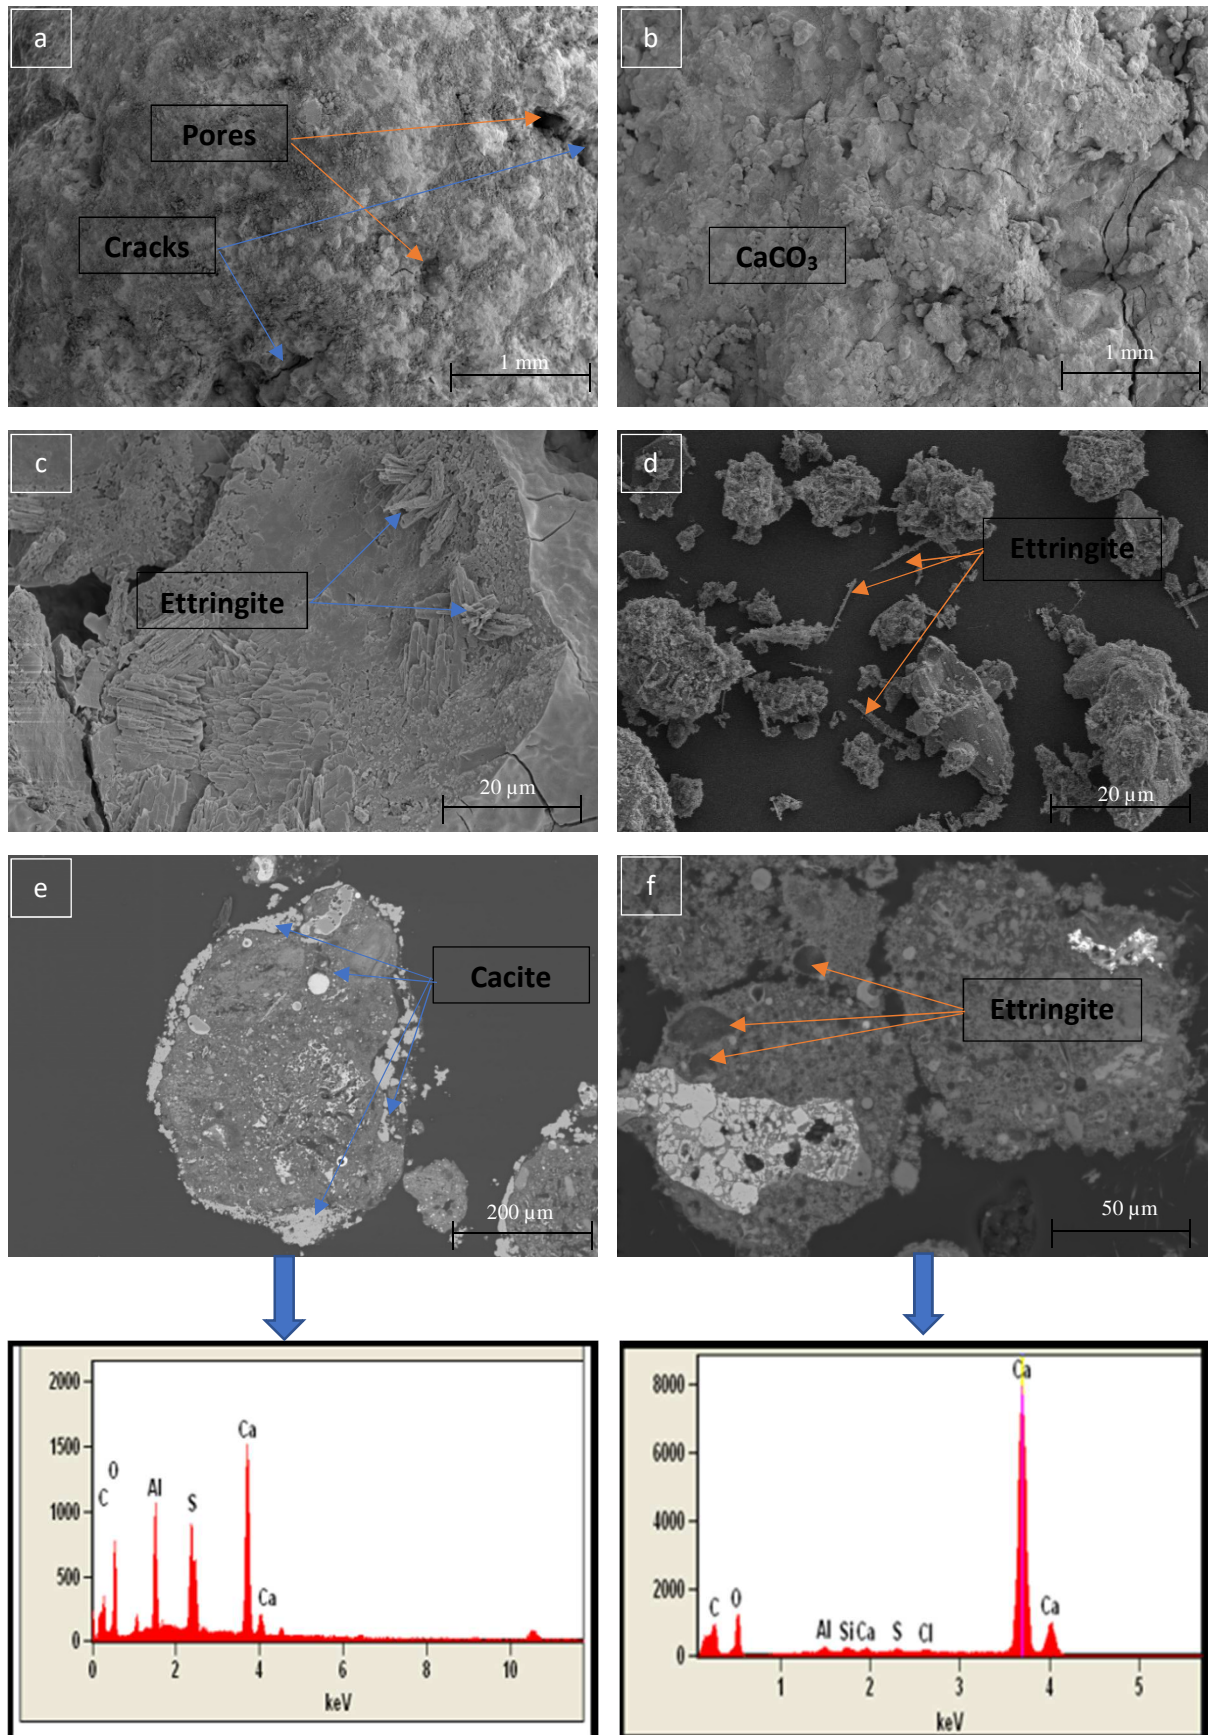 a
Pores
Cracks
1 mm
b
CaCO₃
1 mm
c
Ettringite
20 µm
d
Ettringite
20 µm
e
Cacite
200 µm
f
Ettringite
50 µm
2000
1500
1000
500
0
C
O
Al
S
Ca
Ca
0 2 4 6 8 10
keV
8000
6000
4000
2000
0
C
O
Al
Si
Ca
S
Cl
Ca
Ca
1 2 3 4 5
keV